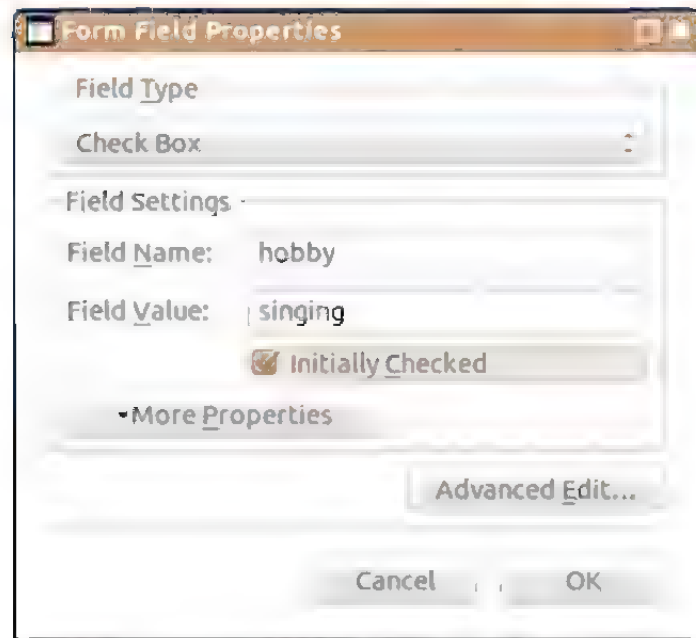 Form Field Properties
Field Type
Check Box
Field Settings
Field Name: hobby
Field Value: singing
Initially Checked
More Properties
Advanced Edit...
Cancel OK